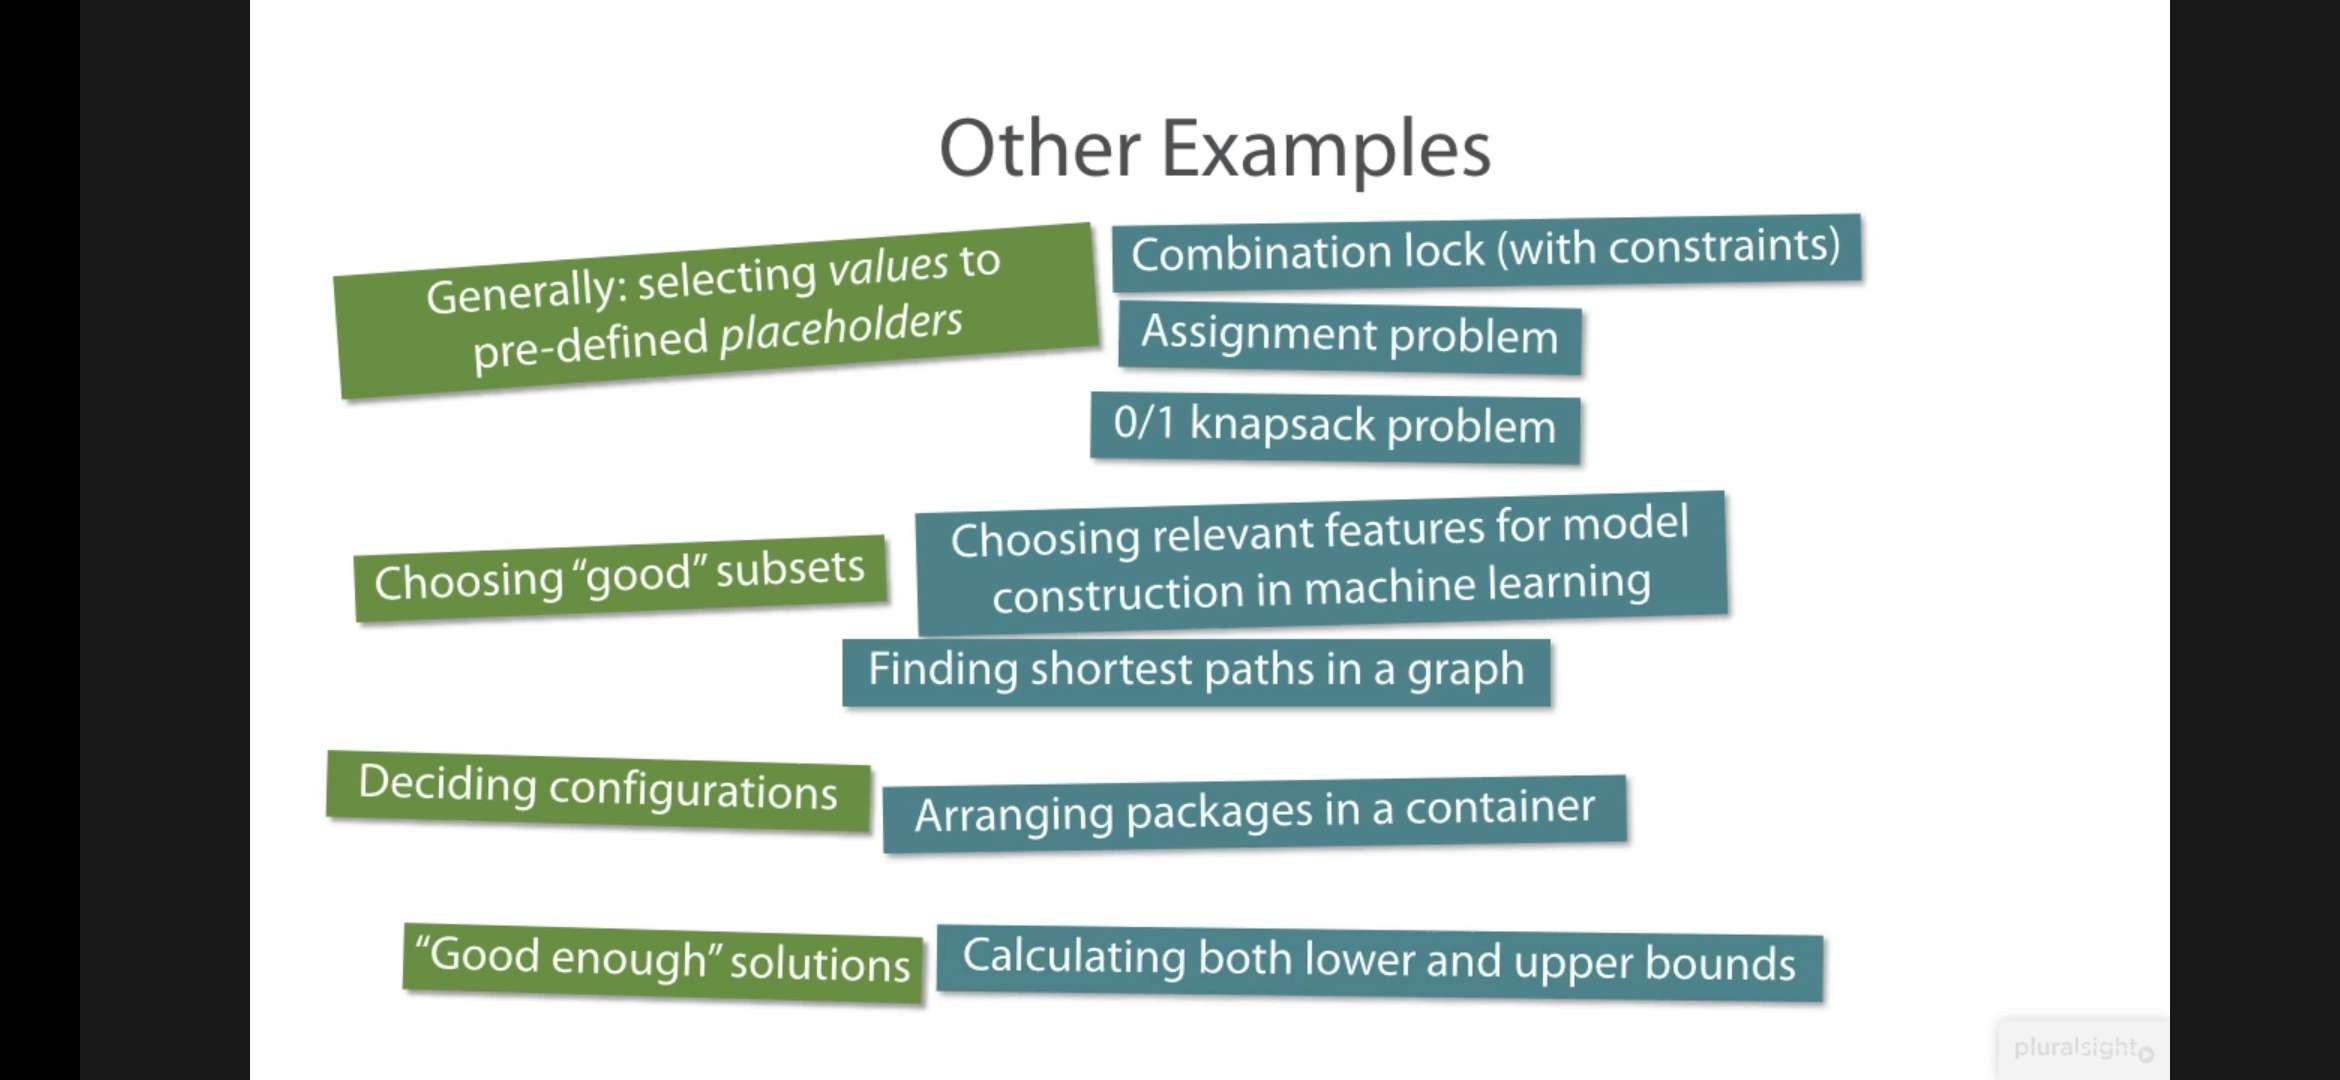 Other Examples
Generally: selecting values to
pre-defined placeholders
Combination lock (with constraints)
Assignment problem
0/1 knapsack problem
Choosing “good” subsets
Choosing relevant features for model
construction in machine learning
Finding shortest paths in a graph
Deciding configurations
Arranging packages in a container
“Good enough” solutions
Calculating both lower and upper bounds
pluralsight